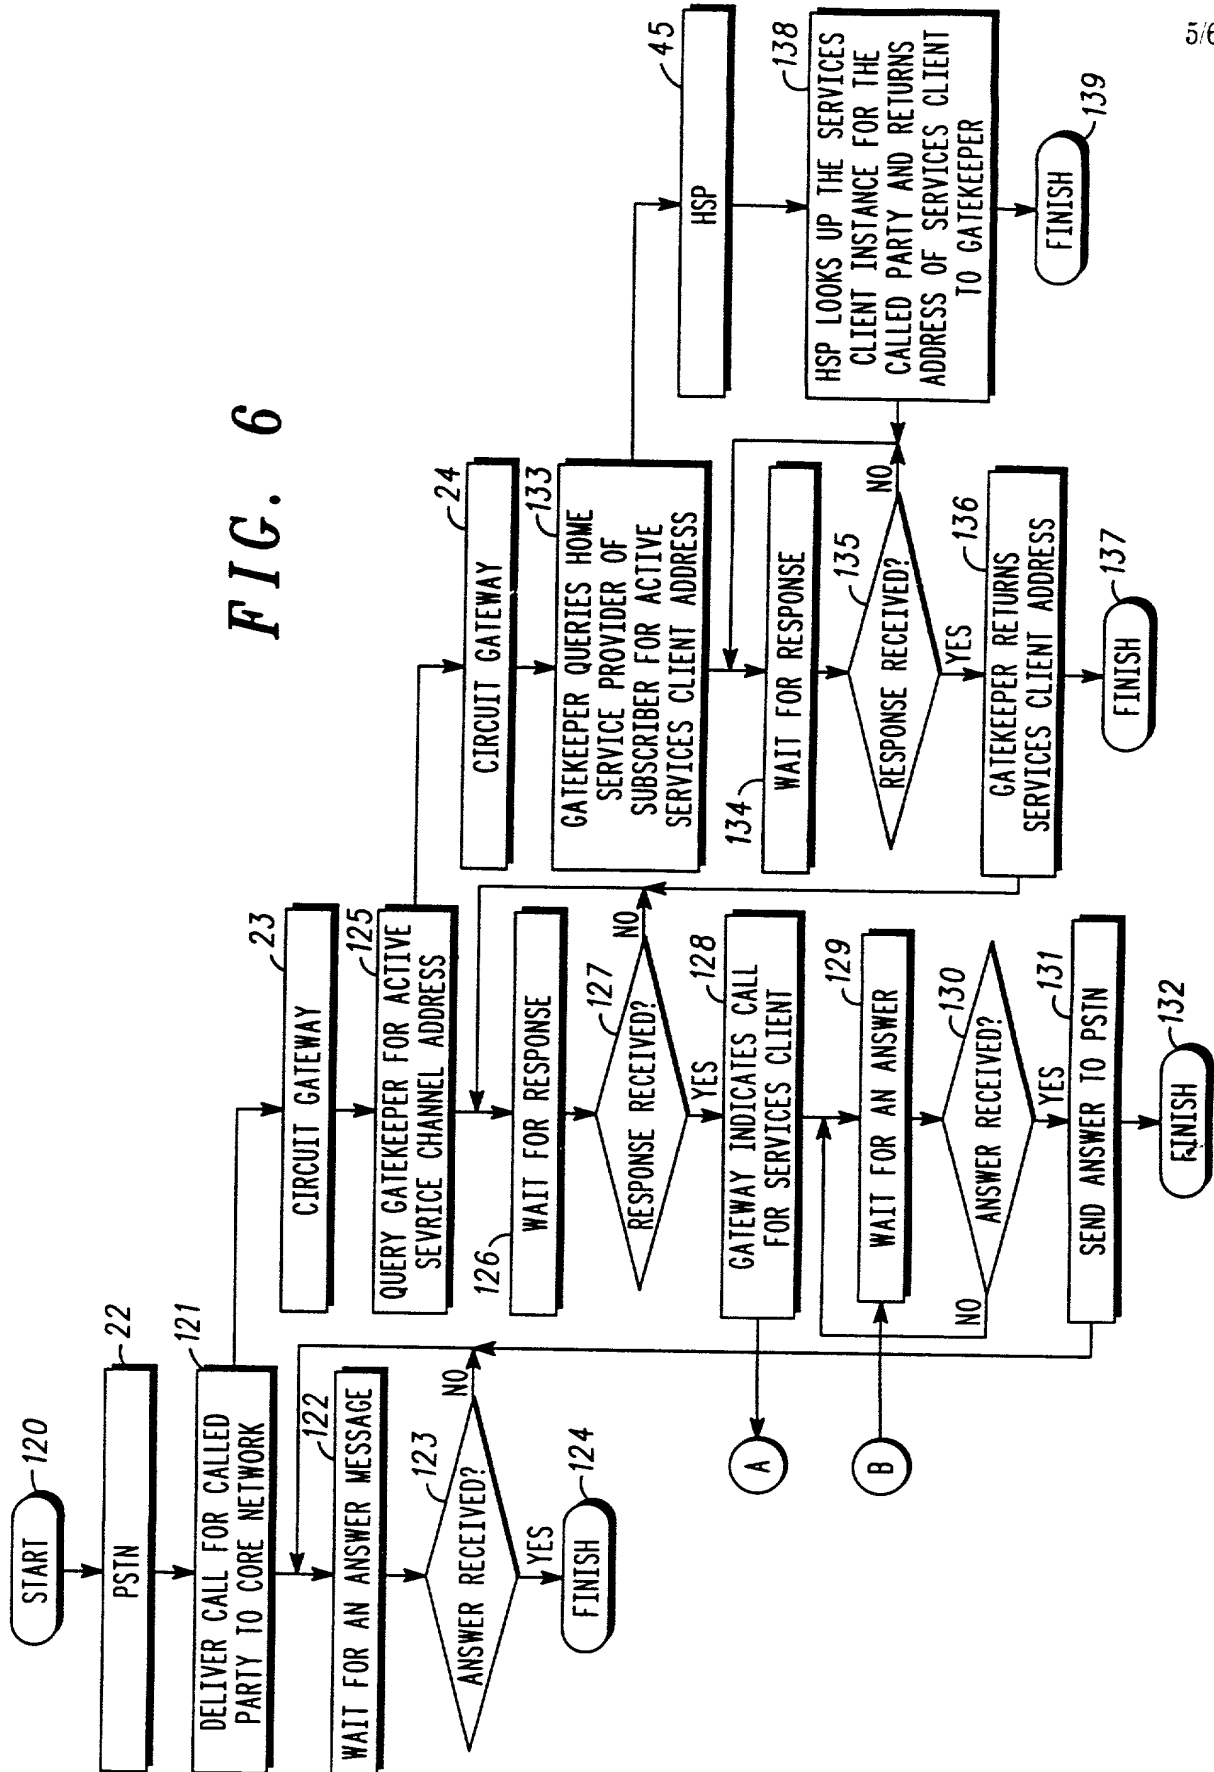 5/6
FIG. 6
START
120
PSTN
22
DELIVER CALL FOR CALLED
PARTY TO CORE NETWORK
121
WAIT FOR AN ANSWER MESSAGE
122
ANSWER RECEIVED?
123
NO
YES
FINISH
124
CIRCUIT GATEWAY
23
QUERY GATEKEEPER FOR ACTIVE
SEVRICE CHANNEL ADDRESS
125
WAIT FOR RESPONSE
126
RESPONSE RECEIVED?
127
NO
YES
GATEWAY INDICATES CALL
FOR SERVICES CLIENT
128
A
WAIT FOR AN ANSWER
129
B
ANSWER RECEIVED?
130
NO
YES
SEND ANSWER TO PSTN
131
FINISH
132
CIRCUIT GATEWAY
24
GATEKEEPER QUERIES HOME
SERVICE PROVIDER OF
SUBSCRIBER FOR ACTIVE
SERVICES CLIENT ADDRESS
133
WAIT FOR RESPONSE
134
RESPONSE RECEIVED?
135
NO
YES
GATEKEEPER RETURNS
SERVICES CLIENT ADDRESS
136
FINISH
137
HSP
45
HSP LOOKS UP THE SERVICES
CLIENT INSTANCE FOR THE
CALLED PARTY AND RETURNS
ADDRESS OF SERVICES CLIENT
TO GATEKEEPER
138
FINISH
139